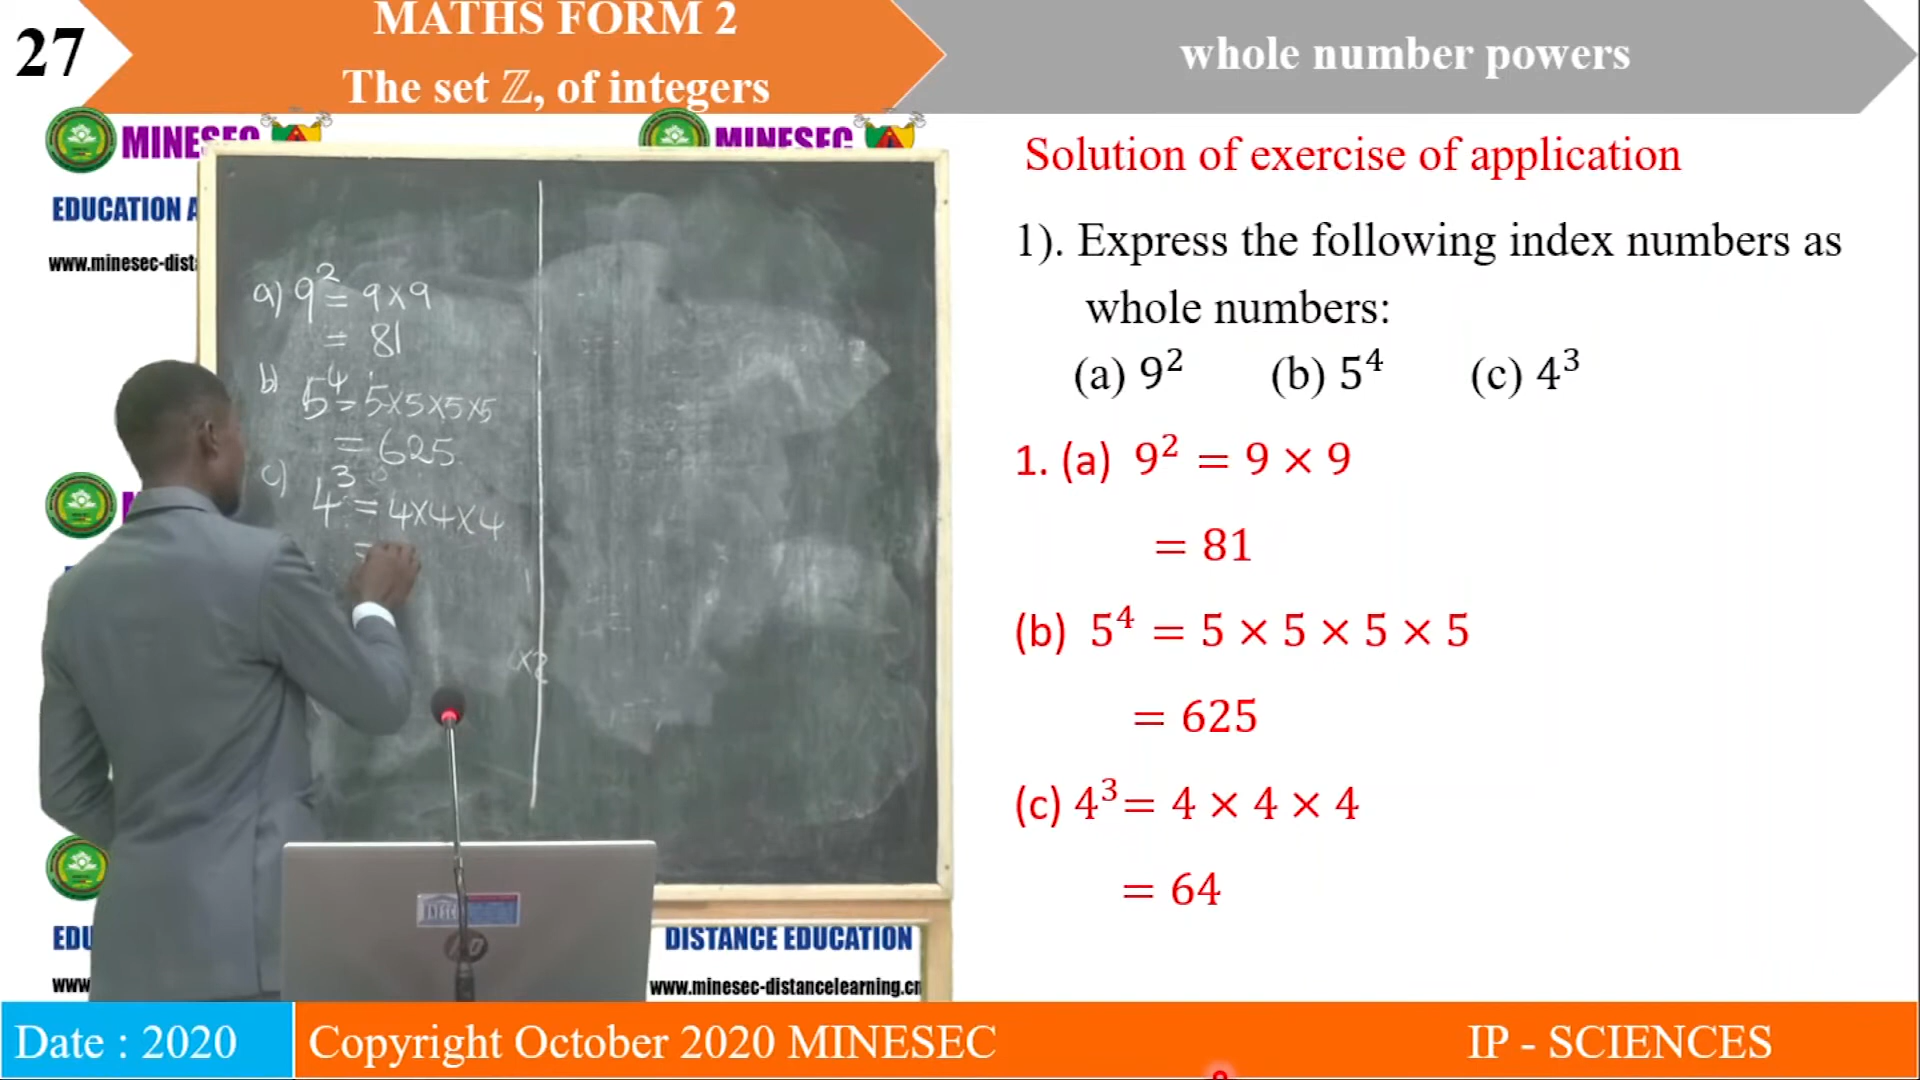 27
MATHS FORM 2
The set ℤ, of integers
whole number powers
MINESEC
MINESEC
EDUCATION A
www.minesec-dist
a) 9² = 9×9
= 81
b) 5⁴ = 5×5×5×5
= 625
c) 4³ = 4×4×4
=
×2
Solution of exercise of application
1). Express the following index numbers as
whole numbers:
(a) 9² (b) 5⁴ (c) 4³
1. (a) 9² = 9 × 9
= 81
(b) 5⁴ = 5 × 5 × 5 × 5
= 625
(c) 4³= 4 × 4 × 4
= 64
EDU
www
DISTANCE EDUCATION
www.minesec-distancelearning.cm
Date : 2020
Copyright October 2020 MINESEC
IP - SCIENCES